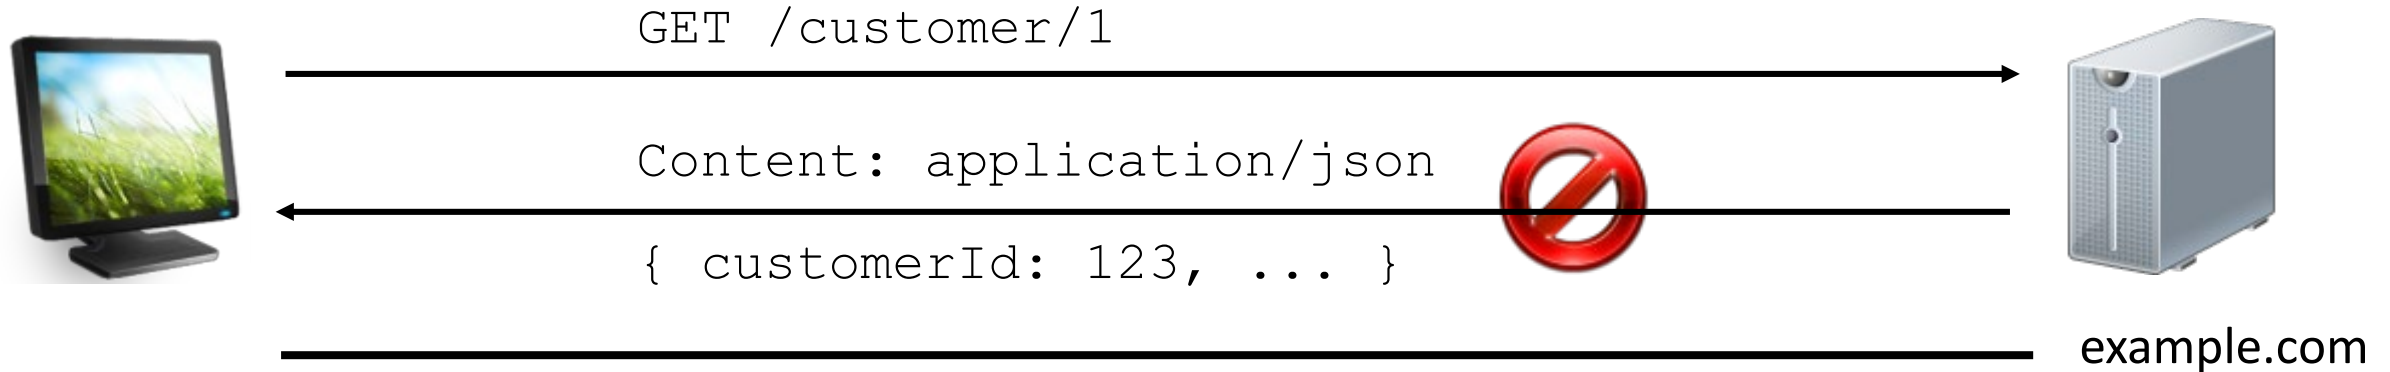 GET /customer/1
Content: application/json
{ customerId: 123, ... }
example.com